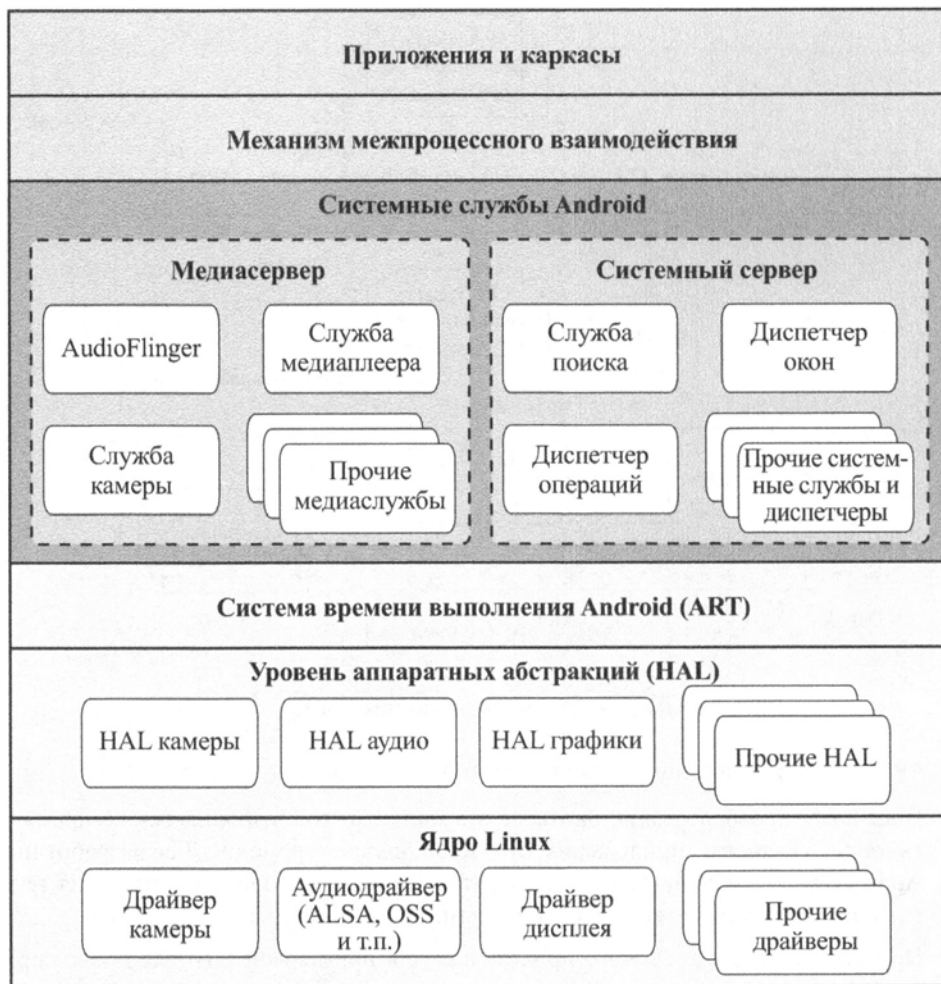 Приложения и каркасы
Механизм межпроцессного взаимодействия
Системные службы Android
Медиасервер
AudioFlinger
Служба
медиаплеера
Служба
камеры
Прочие
медиаслужбы
Системный сервер
Служба
поиска
Диспетчер
окон
Диспетчер
операций
Прочие систем-
ные службы и
диспетчеры
Система времени выполнения Android (ART)
Уровень аппаратных абстракций (HAL)
HAL камеры
HAL аудио
HAL графики
Прочие HAL
Ядро Linux
Драйвер
камеры
Аудиодрайвер
(ALSA, OSS
и т.п.)
Драйвер
дисплея
Прочие
драйверы